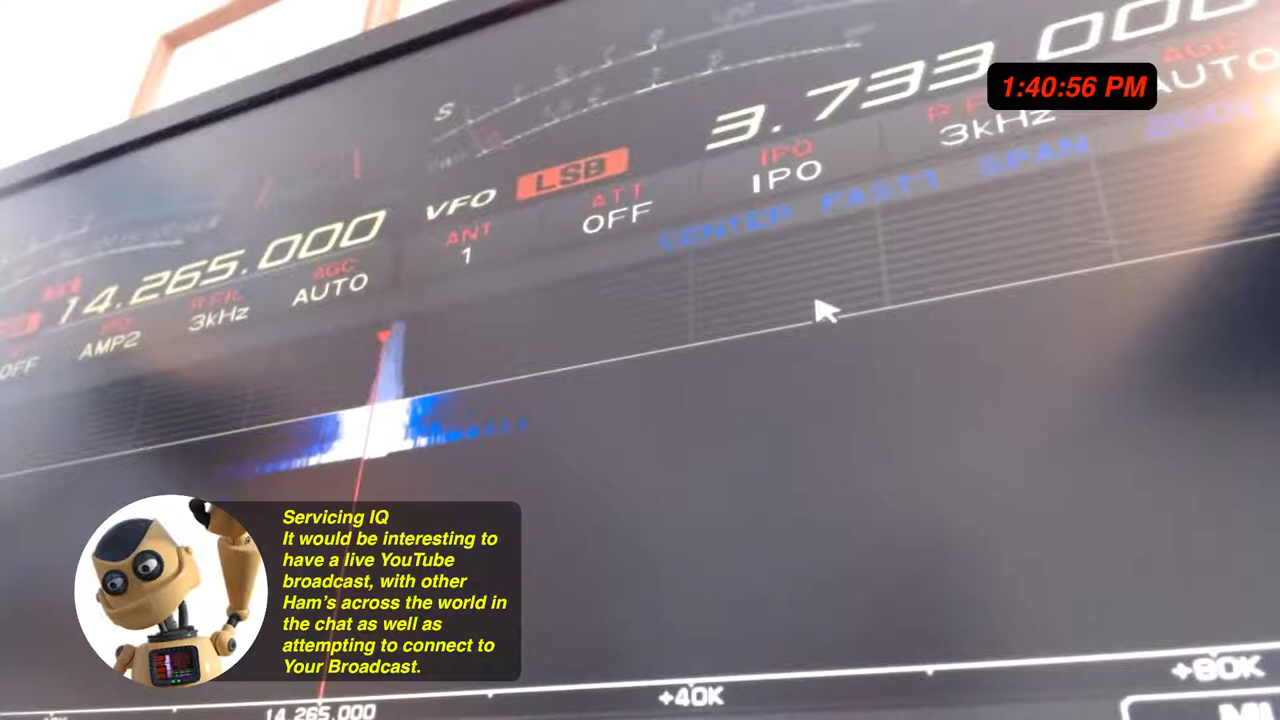 1:40:56 PM
S
3.733.000
AGC
AUTO
3kHz
IPO
IPO
SPAN
VFO
LSB
ATT
OFF
CENTER
FAST1
ANT
1
14.265.000
AGC
AUTO
R.FIL
3kHz
IPO
AMP2
OFF
Servicing IQ
It would be interesting to
have a live YouTube
broadcast, with other
Ham's across the world in
the chat as well as
attempting to connect to
Your Broadcast.
14.265.000
+40K
+80K